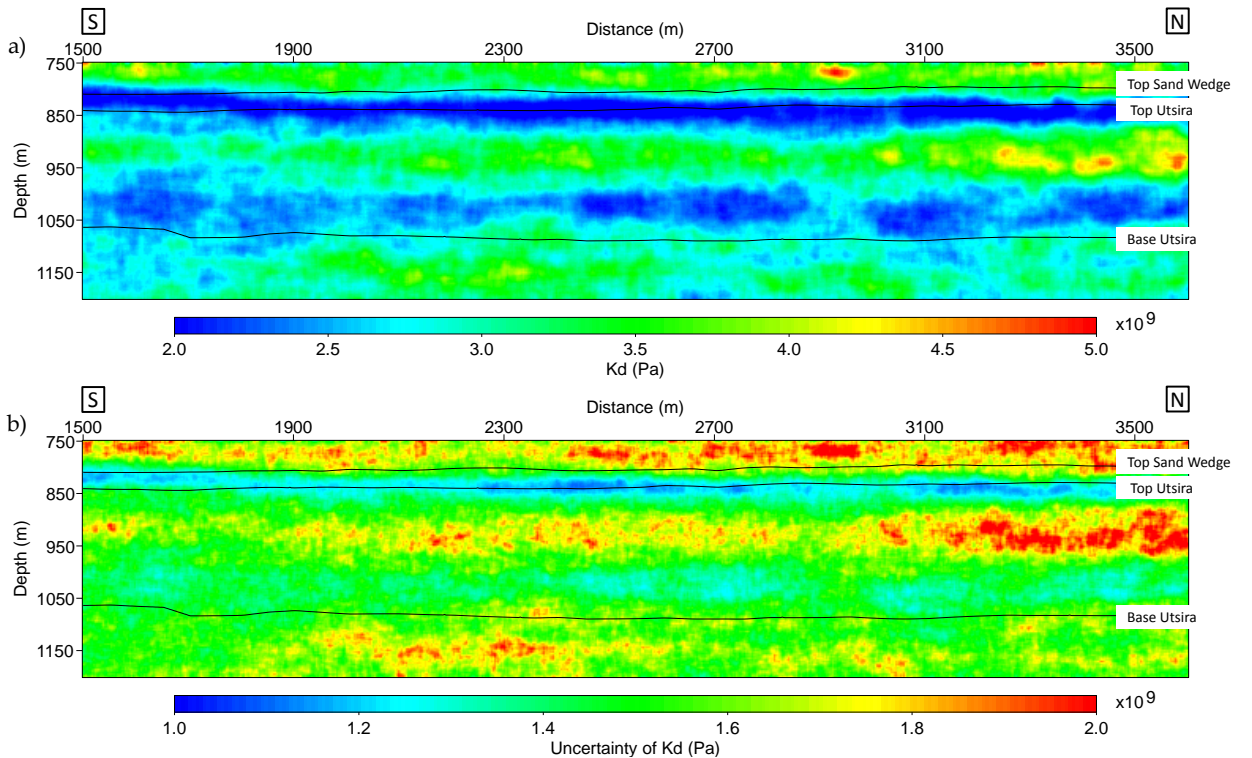 S
N
Distance (m)
a)
1500 1900 2300 2700 3100 3500
750
850
950
1050
1150
Depth (m)
Top Sand Wedge
Top Utsira
Base Utsira
x10 9
2.0 2.5 3.0 3.5 4.0 4.5 5.0
Kd (Pa)
S
N
Distance (m)
b)
1500 1900 2300 2700 3100 3500
750
850
950
1050
1150
Depth (m)
Top Sand Wedge
Top Utsira
Base Utsira
x10 9
1.0 1.2 1.4 1.6 1.8 2.0
Uncertainty of Kd (Pa)